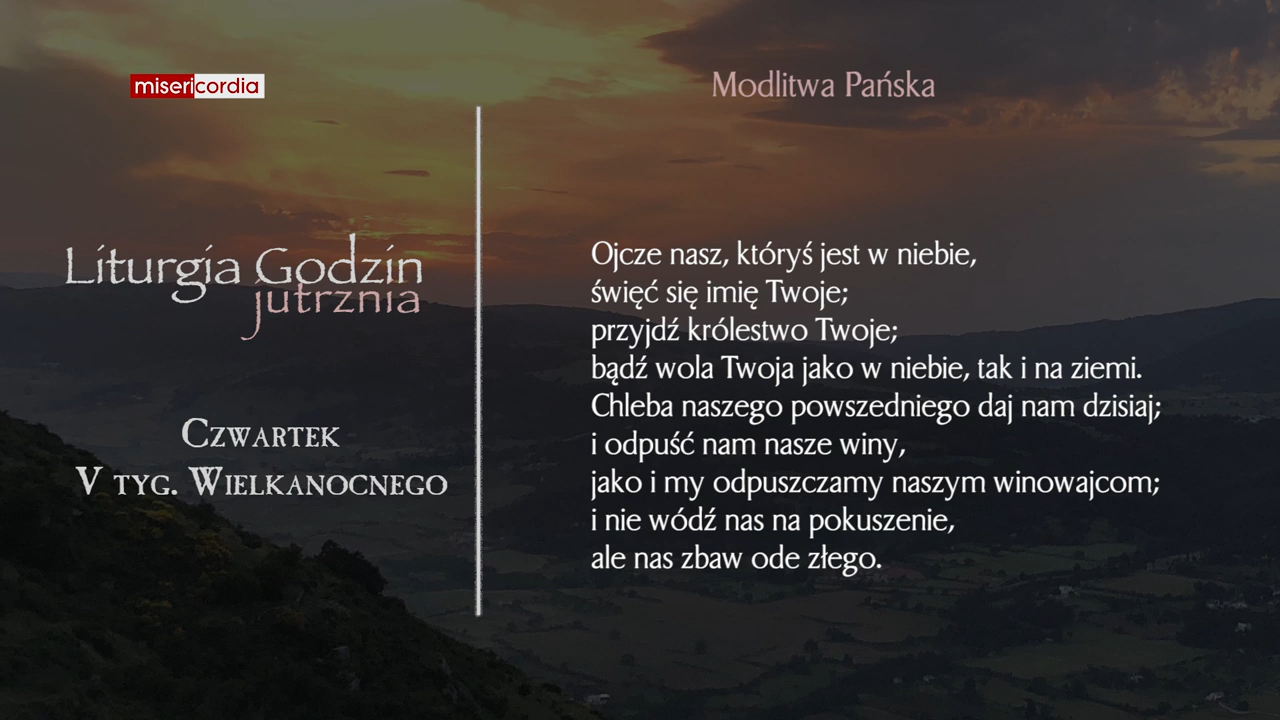 misericordia
Liturgia Godzin
jutrznia
Czwartek
V tyg. Wielkanocnego
Modlitwa Pańska
Ojcze nasz, któryś jest w niebie,
święć się imię Twoje;
przyjdź królestwo Twoje;
bądź wola Twoja jako w niebie, tak i na ziemi.
Chleba naszego powszedniego daj nam dzisiaj;
i odpuść nam nasze winy,
jako i my odpuszczamy naszym winowajcom;
i nie wódź nas na pokuszenie,
ale nas zbaw ode złego.